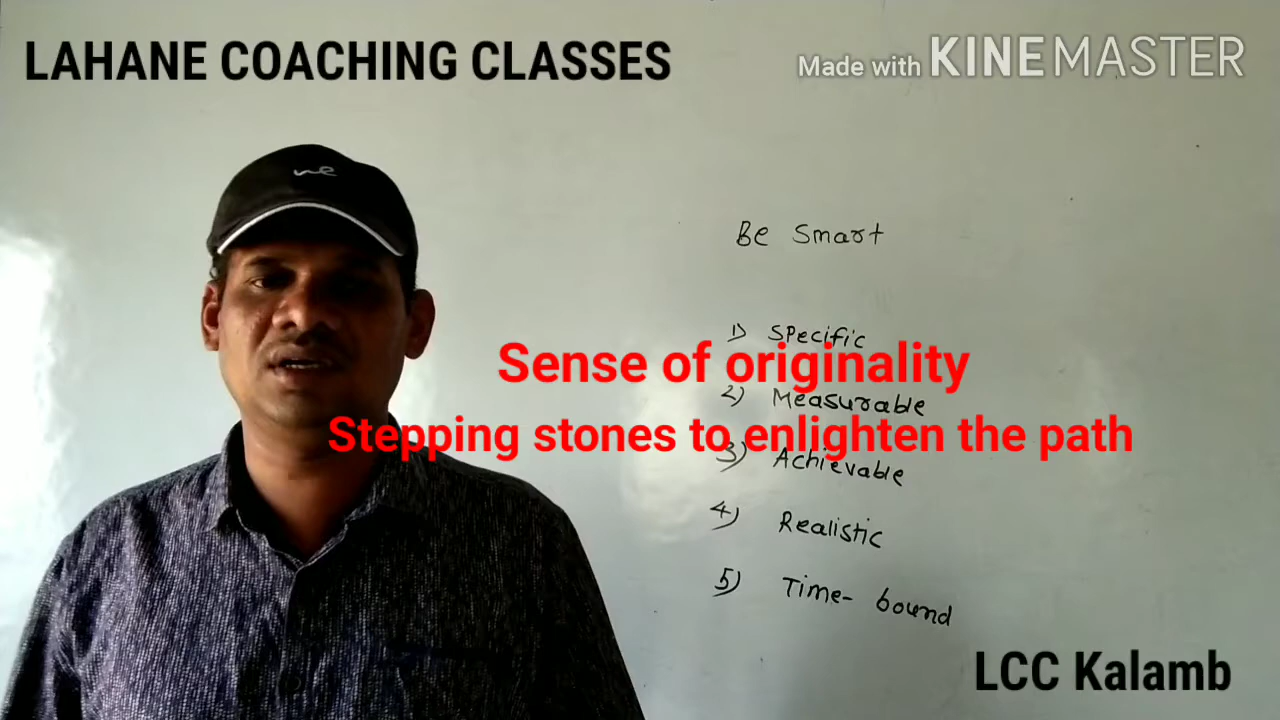 LAHANE COACHING CLASSES
Made with KINEMASTER
Be Smart
1) Specific
Sense of originality
2) Measurable
Stepping stones to enlighten the path
3) Achievable
4) Realistic
5) Time- bound
LCC Kalamb